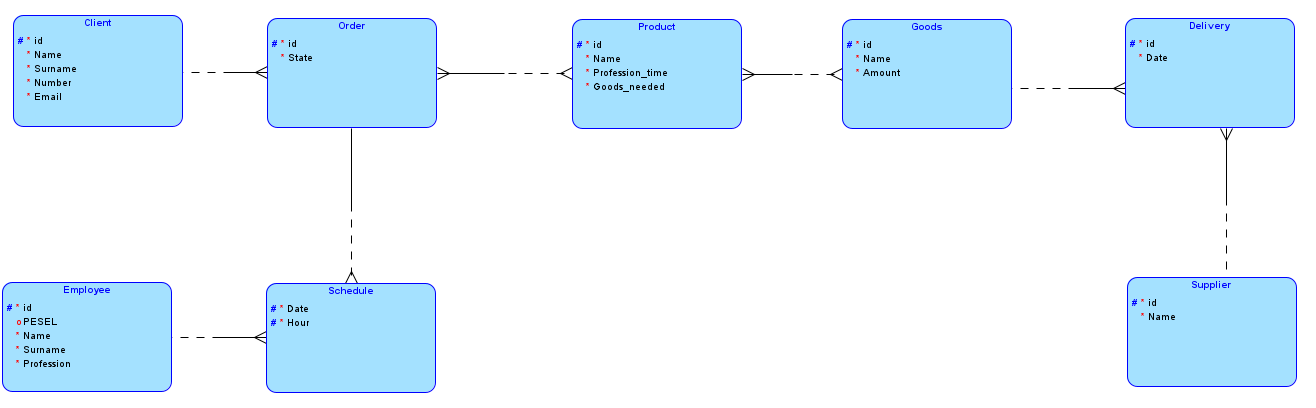 Client
# * id
* Name
* Surname
* Number
* Email
Order
# * id
* State
Product
# * id
* Name
* Profession_time
* Goods_needed
Goods
# * id
* Name
* Amount
Delivery
# * id
* Date
Employee
# * id
o PESEL
* Name
* Surname
* Profession
Schedule
# * Date
# * Hour
Supplier
# * id
* Name